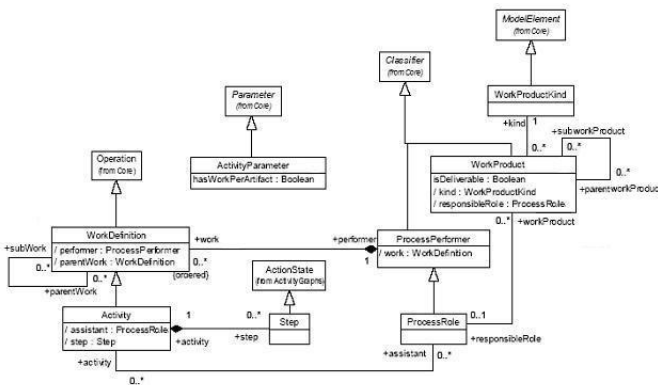 ModelElement
(from Core)
Classifier
(from Core)
Parameter
(from Core)
WorkProductKind
+kind
1
+subworkProduct
0..*
0..*
Operation
(from Core)
ActivityParameter
hasWorkPerArtifact : Boolean
WorkProduct
isDeliverable : Boolean
/ kind : WorkProductKind
/ responsibleRole : ProcessRole
0..*
+parentworkProduct
0..*
+workProduct
WorkDefinition
/ performer : ProcessPerformer
/ parentWork : WorkDefinition
+subWork
0..*
0..*
+parentWork
+work
0..*
(ordered)
+performer
1
ProcessPerformer
/ work : WorkDefinition
ActionState
(from ActivityGraphs)
Activity
/ assistant : ProcessRole
/ step : Step
1
+activity
0..*
+step
Step
ProcessRole
0..1
+responsibleRole
+activity
0..*
+assistant
0..*